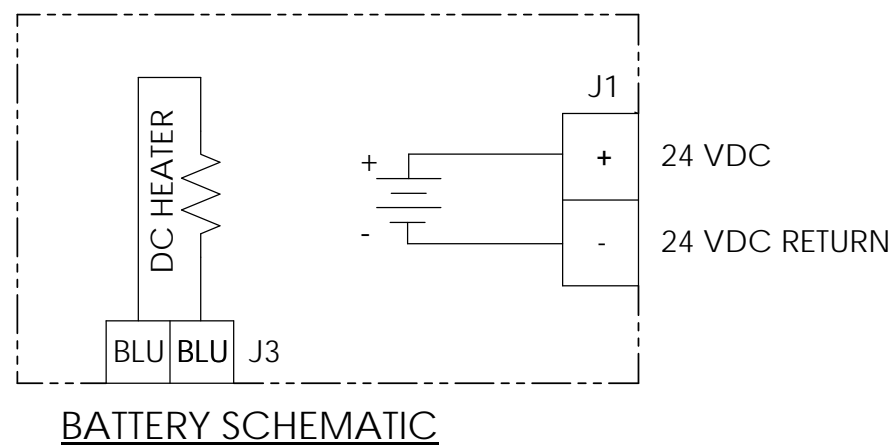 J1
DC HEATER
+
+
24 VDC
-
-
24 VDC RETURN
BLU
BLU
J3
BATTERY SCHEMATIC